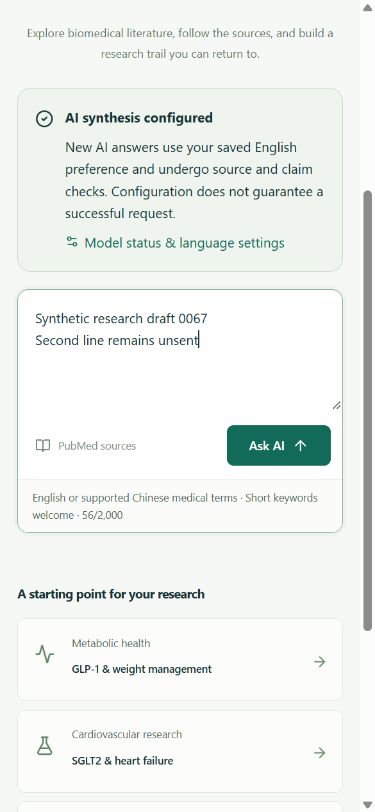 Explore biomedical literature, follow the sources, and build a
research trail you can return to.
AI synthesis configured
New AI answers use your saved English
preference and undergo source and claim
checks. Configuration does not guarantee a
successful request.
Model status & language settings
Synthetic research draft 0067
Second line remains unsent
PubMed sources
Ask AI
English or supported Chinese medical terms · Short keywords
welcome · 56/2,000
A starting point for your research
Metabolic health
GLP-1 & weight management
Cardiovascular research
SGLT2 & heart failure